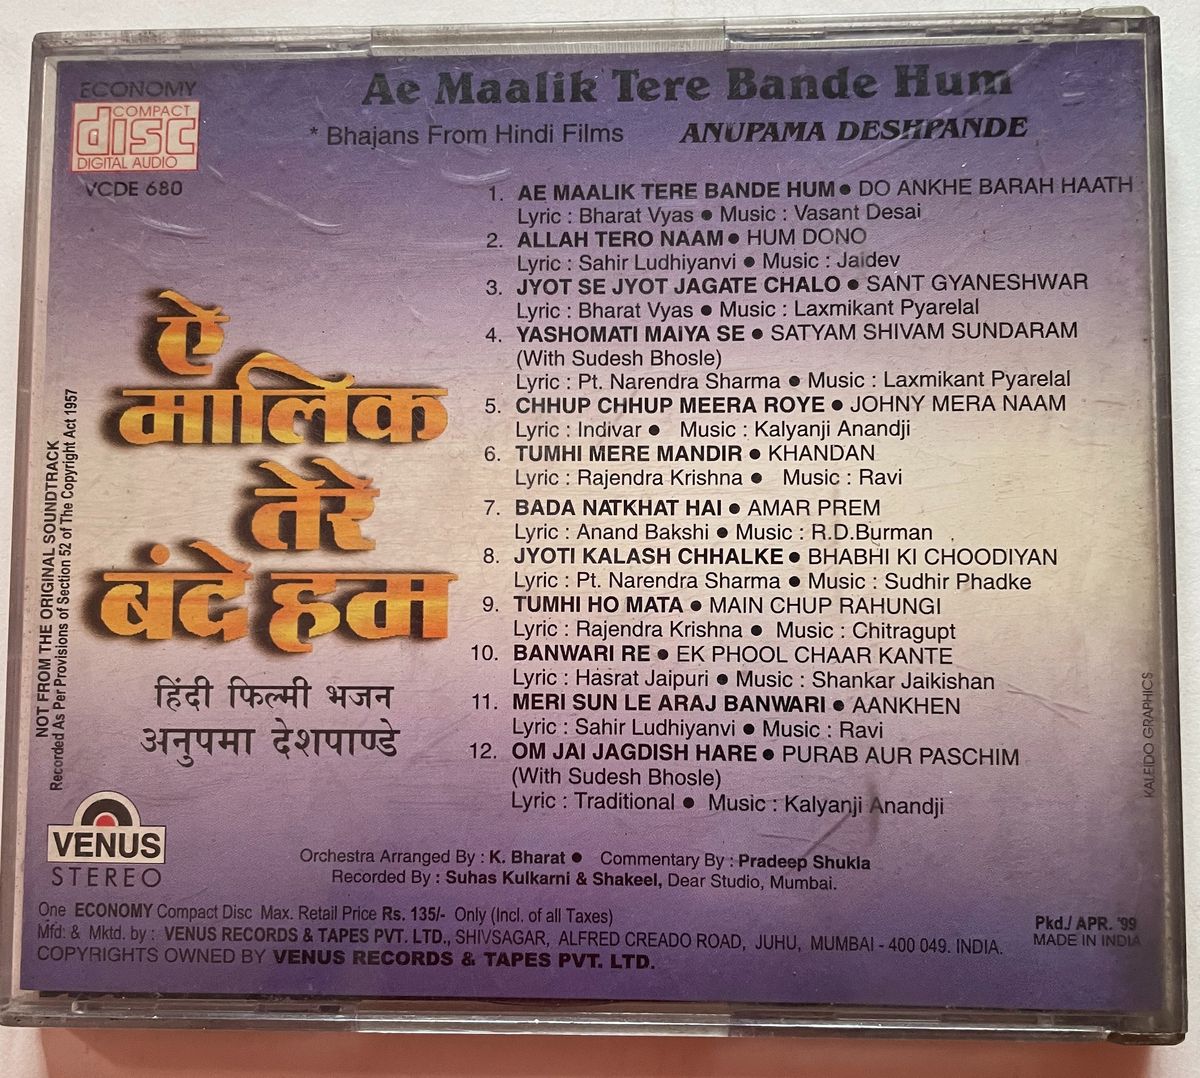 ECONOMY
COMPACT
disc
DIGITAL AUDIO
VCDE 680
Ae Maalik Tere Bande Hum
* Bhajans From Hindi Films ANUPAMA DESHPANDE
1. AE MAALIK TERE BANDE HUM ● DO ANKHE BARAH HAATH
Lyric : Bharat Vyas ● Music : Vasant Desai
2. ALLAH TERO NAAM ● HUM DONO
Lyric : Sahir Ludhiyanvi ● Music : Jaidev
3. JYOT SE JYOT JAGATE CHALO ● SANT GYANESHWAR
Lyric : Bharat Vyas ● Music : Laxmikant Pyarelal
4. YASHOMATI MAIYA SE ● SATYAM SHIVAM SUNDARAM
(With Sudesh Bhosle)
Lyric : Pt. Narendra Sharma ● Music : Laxmikant Pyarelal
5. CHHUP CHHUP MEERA ROYE ● JOHNY MERA NAAM
Lyric : Indivar ● Music : Kalyanji Anandji
6. TUMHI MERE MANDIR ● KHANDAN
Lyric : Rajendra Krishna ● Music : Ravi
7. BADA NATKHAT HAI ● AMAR PREM
Lyric : Anand Bakshi ● Music : R.D.Burman
8. JYOTI KALASH CHHALKE ● BHABHI KI CHOODIYAN
Lyric : Pt. Narendra Sharma ● Music : Sudhir Phadke
9. TUMHI HO MATA ● MAIN CHUP RAHUNGI
Lyric : Rajendra Krishna ● Music : Chitragupt
10. BANWARI RE ● EK PHOOL CHAAR KANTE
Lyric : Hasrat Jaipuri ● Music : Shankar Jaikishan
11. MERI SUN LE ARAJ BANWARI ● AANKHEN
Lyric : Sahir Ludhiyanvi ● Music : Ravi
12. OM JAI JAGDISH HARE ● PURAB AUR PASCHIM
(With Sudesh Bhosle)
Lyric : Traditional ● Music : Kalyanji Anandji
ऐ
मालिक
तेरे
बंदे हम
हिंदी फिल्मी भजन
अनुपमा देशपाण्डे
NOT FROM THE ORIGINAL SOUNDTRACK
Recorded As Per Provisions of Section 52 of The Copyright Act 1957
VENUS
STEREO
KALEIDO GRAPHICS
Orchestra Arranged By : K. Bharat ● Commentary By : Pradeep Shukla
Recorded By : Suhas Kulkarni & Shakeel, Dear Studio, Mumbai.
One ECONOMY Compact Disc Max. Retail Price Rs. 135/- Only (Incl. of all Taxes)
Mfd: & Mktd. by : VENUS RECORDS & TAPES PVT. LTD., SHIVSAGAR, ALFRED CREADO ROAD, JUHU, MUMBAI - 400 049. INDIA.
COPYRIGHTS OWNED BY VENUS RECORDS & TAPES PVT. LTD.
Pkd./ APR. '99
MADE IN INDIA